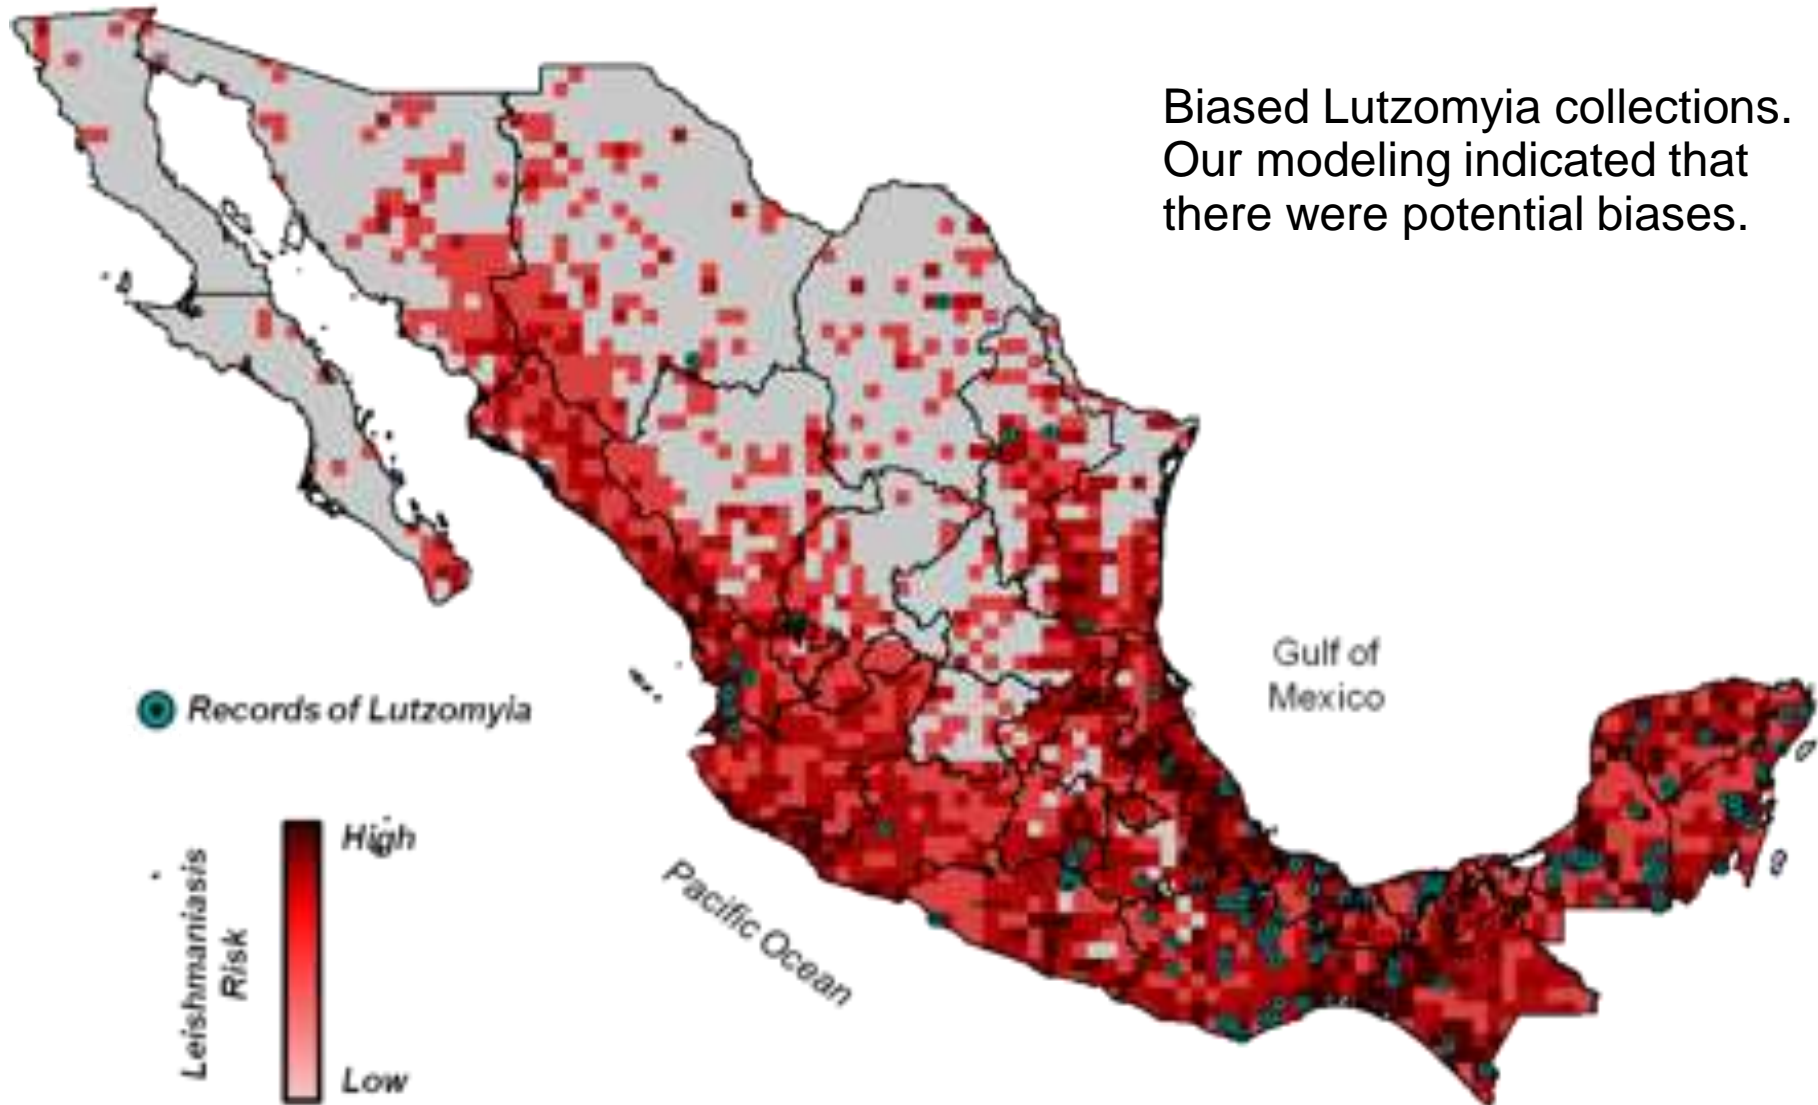 Biased Lutzomyia collections.
Our modeling indicated that
there were potential biases.
Gulf of
Mexico
Records of Lutzomyia
High
Leishmaniasis
Risk
Low
Pacific Ocean